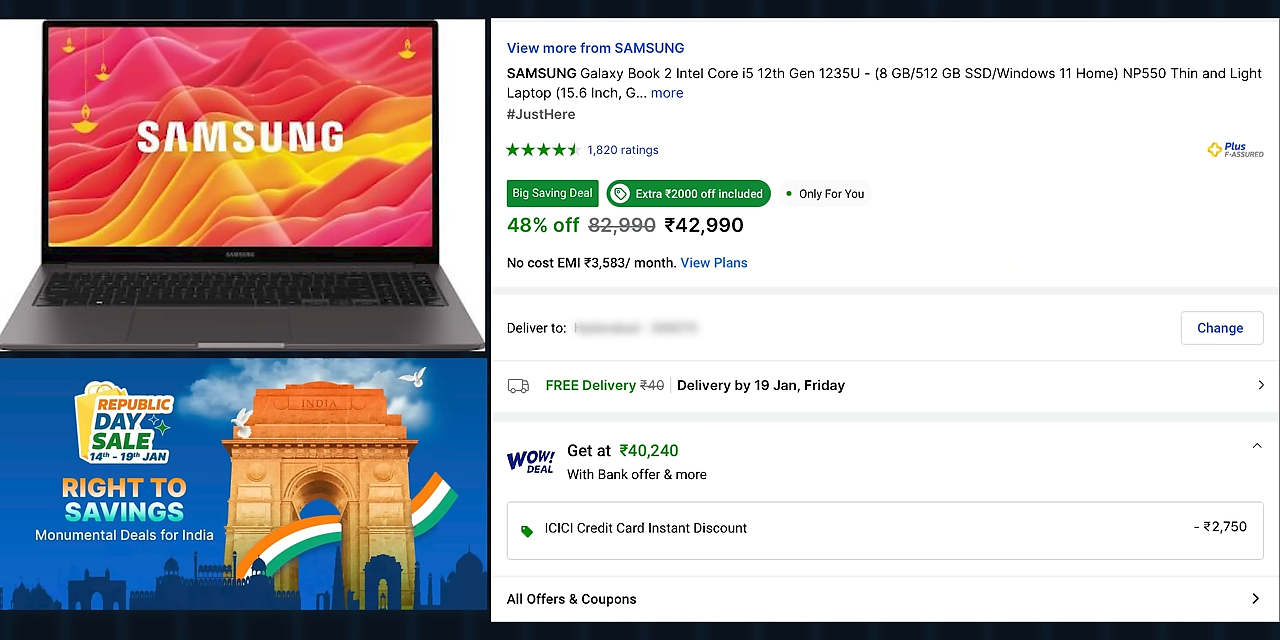 SAMSUNG
SAMSUNG
REPUBLIC
DAY
SALE
14th - 19th JAN
RIGHT TO
SAVINGS
Monumental Deals for India
INDIA
View more from SAMSUNG
SAMSUNG Galaxy Book 2 Intel Core i5 12th Gen 1235U - (8 GB/512 GB SSD/Windows 11 Home) NP550 Thin and Light
Laptop (15.6 Inch, G... more
#JustHere
1,820 ratings
Plus
F-ASSURED
Big Saving Deal
Extra ₹2000 off included
Only For You
48% off 82,990 ₹42,990
No cost EMI ₹3,583/ month. View Plans
Deliver to:
Change
FREE Delivery ₹40 Delivery by 19 Jan, Friday
WOW!
DEAL
Get at ₹40,240
With Bank offer & more
ICICI Credit Card Instant Discount
- ₹2,750
All Offers & Coupons